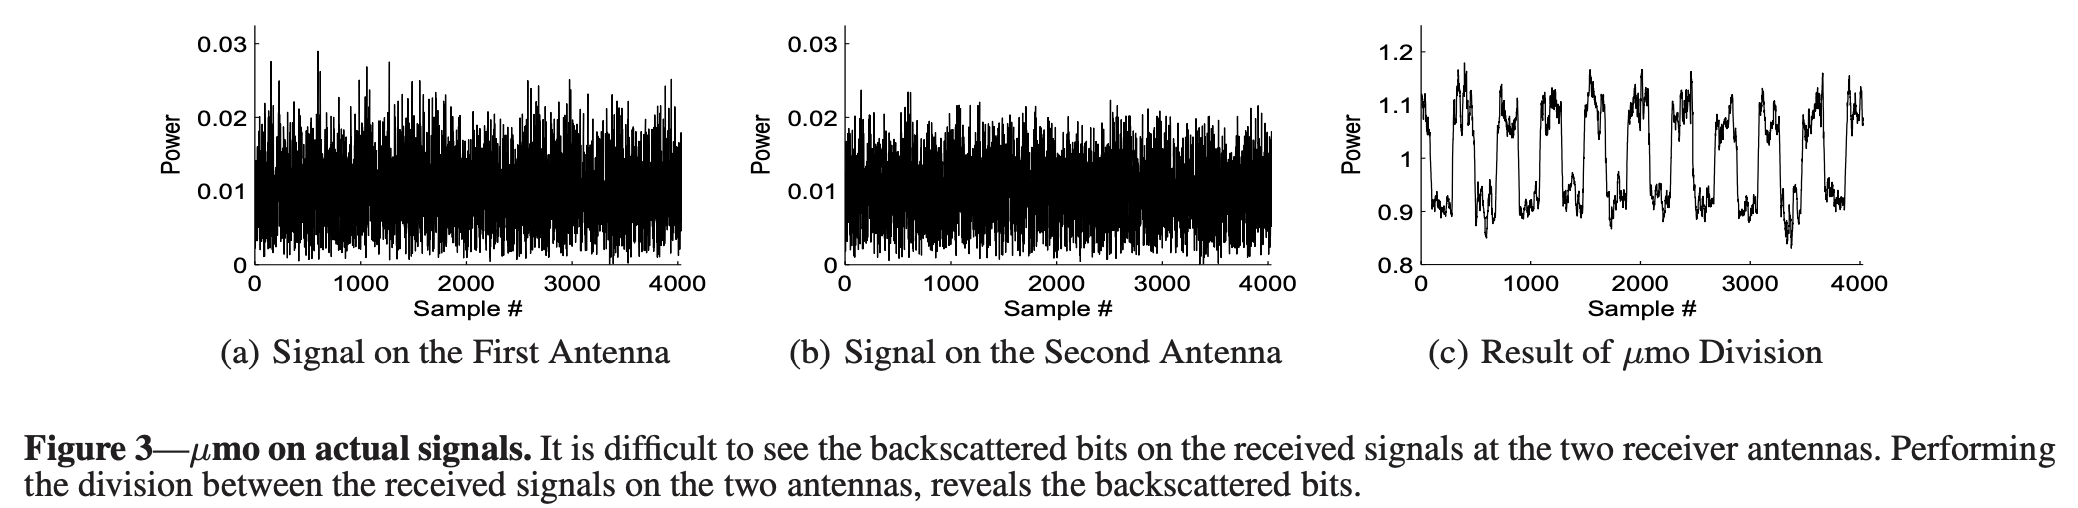 0.03
0.02
0.01
0
Power
0 1000 2000 3000 4000
Sample #
(a) Signal on the First Antenna
0.03
0.02
0.01
0
Power
0 1000 2000 3000 4000
Sample #
(b) Signal on the Second Antenna
1.2
1.1
1
0.9
0.8
Power
0 1000 2000 3000 4000
Sample #
(c) Result of μmo Division
Figure 3—μmo on actual signals. It is difficult to see the backscattered bits on the received signals at the two receiver antennas. Performing
the division between the received signals on the two antennas, reveals the backscattered bits.